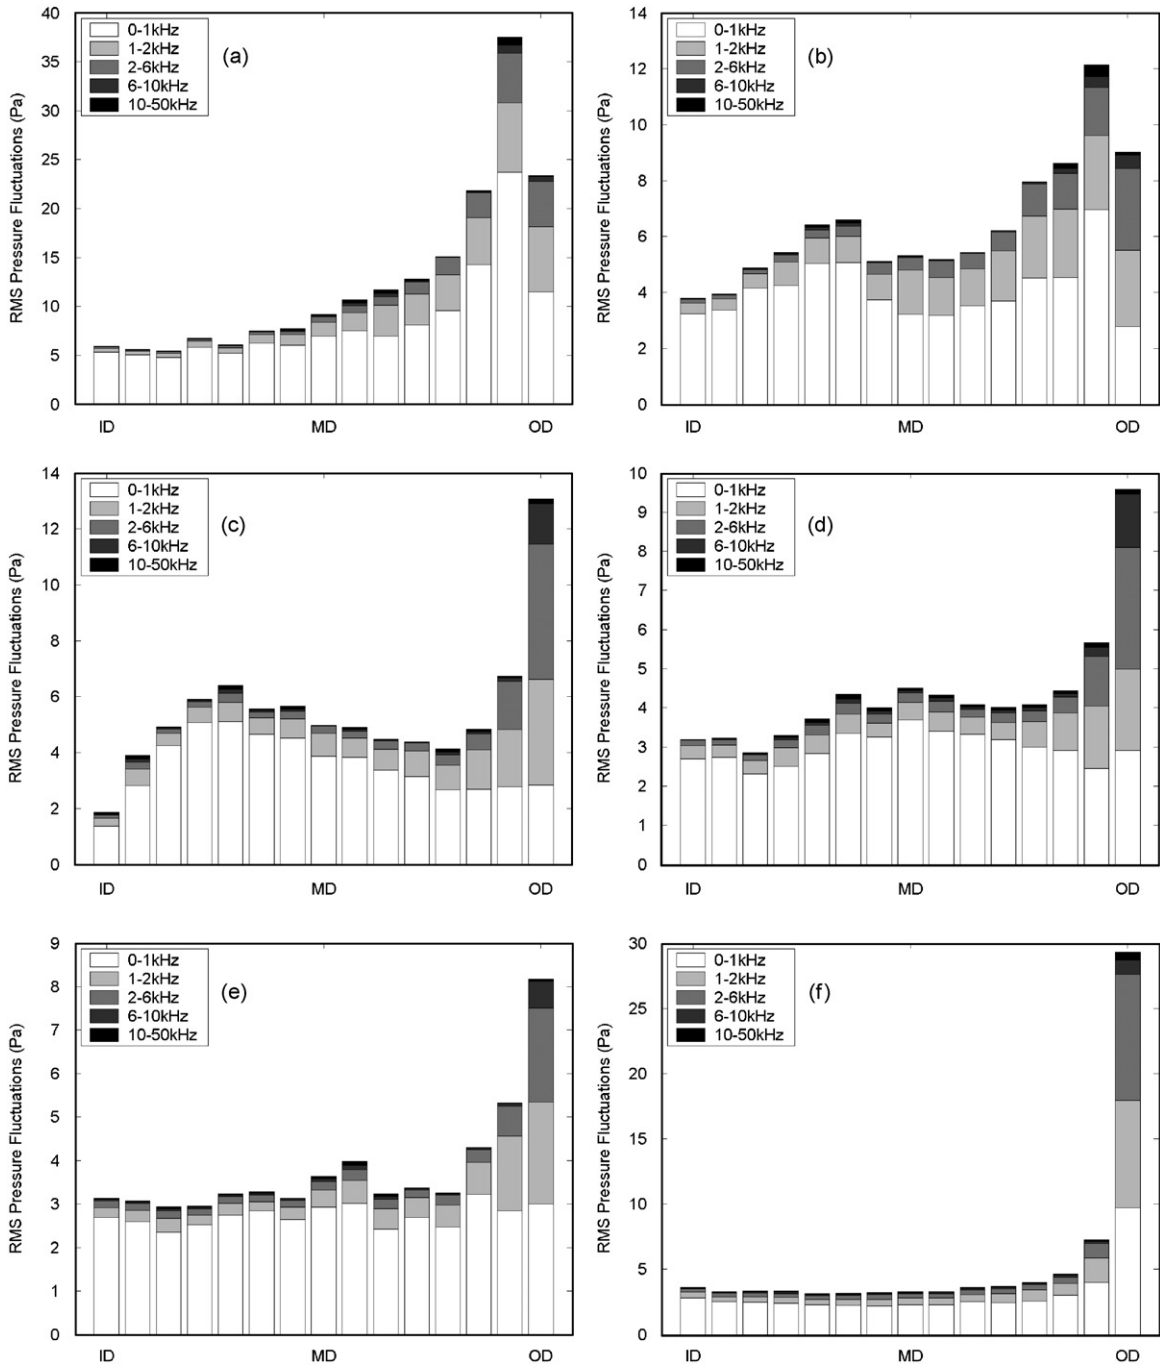 RMS Pressure Fluctuations (Pa)
40
35
30
25
20
15
10
5
0
0-1kHz
1-2kHz
2-6kHz
6-10kHz
10-50kHz
(a)
ID MD OD
RMS Pressure Fluctuations (Pa)
14
12
10
8
6
4
2
0
0-1kHz
1-2kHz
2-6kHz
6-10kHz
10-50kHz
(b)
ID MD OD
RMS Pressure Fluctuations (Pa)
14
12
10
8
6
4
2
0
0-1kHz
1-2kHz
2-6kHz
6-10kHz
10-50kHz
(c)
ID MD OD
RMS Pressure Fluctuations (Pa)
10
9
8
7
6
5
4
3
2
1
0
0-1kHz
1-2kHz
2-6kHz
6-10kHz
10-50kHz
(d)
ID MD OD
RMS Pressure Fluctuations (Pa)
9
8
7
6
5
4
3
2
1
0
0-1kHz
1-2kHz
2-6kHz
6-10kHz
10-50kHz
(e)
ID MD OD
RMS Pressure Fluctuations (Pa)
30
25
20
15
10
5
0
0-1kHz
1-2kHz
2-6kHz
6-10kHz
10-50kHz
(f)
ID MD OD